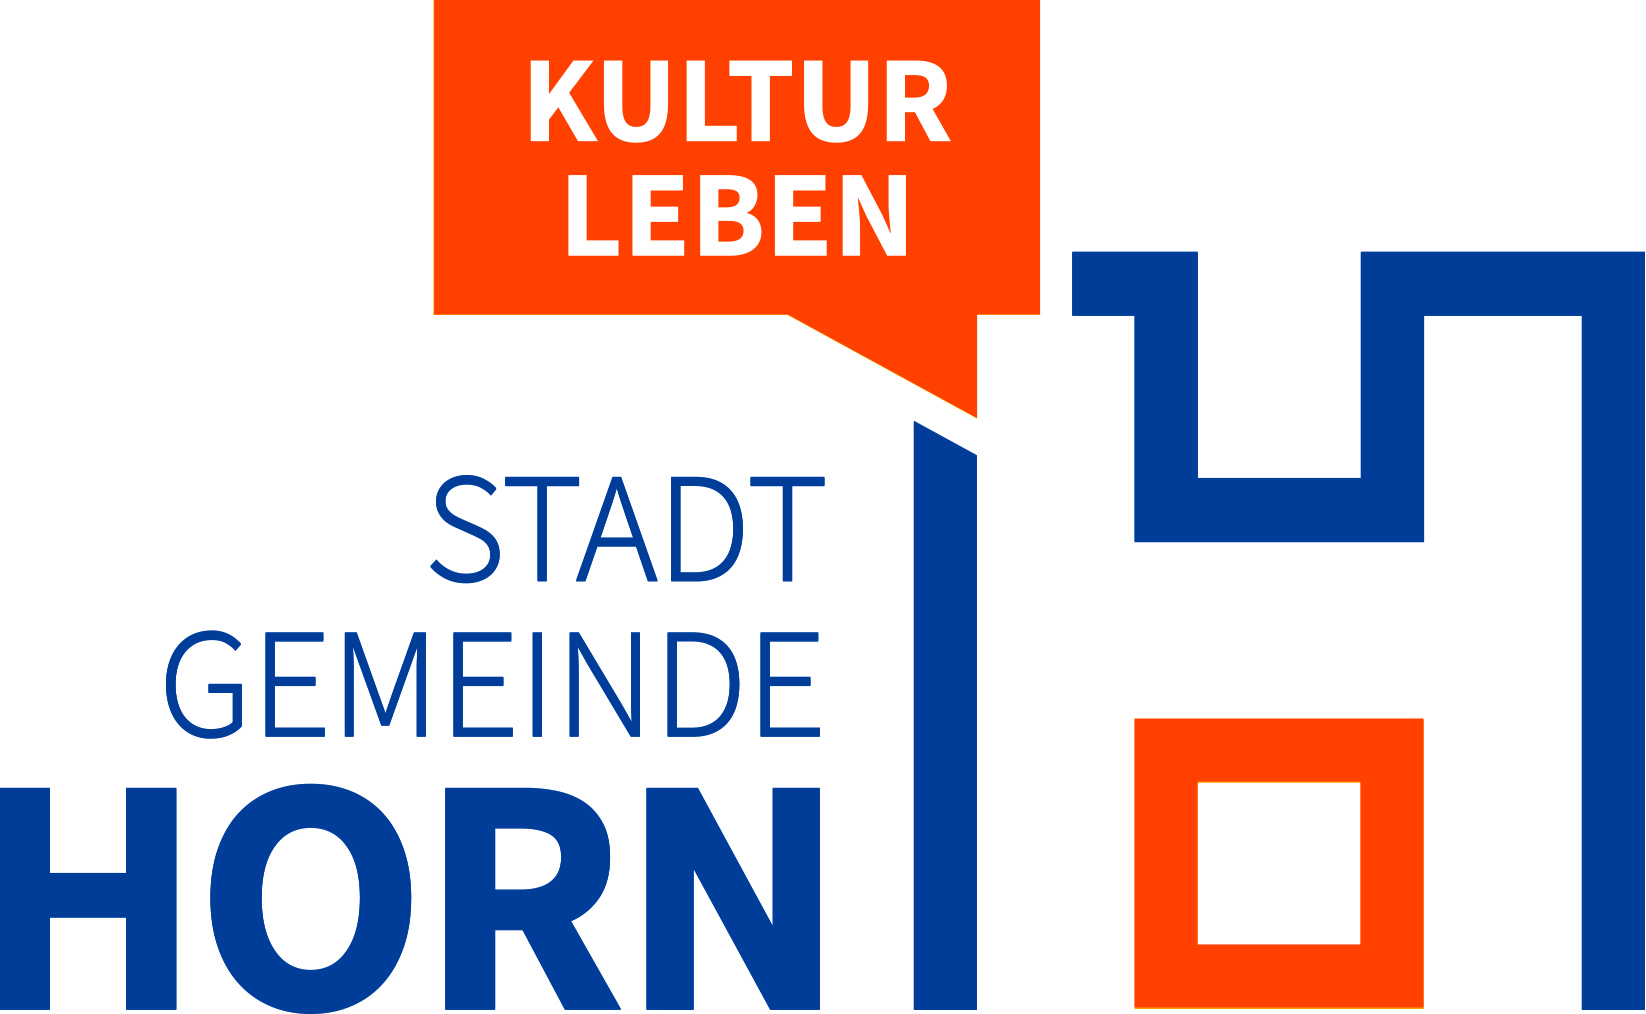 KULTUR
LEBEN
STADT
GEMEINDE
HORN